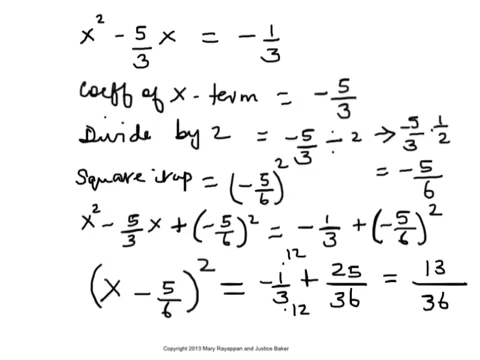 x² - 5/3 x = - 1/3
Coeff of x-term = - 5/3
Divide by 2 = - 5/3 ÷ 2 → -5/3 · 1/2
Square it up = (- 5/6)² = - 5/6
x² - 5/3 x + (- 5/6)² = - 1/3 + (- 5/6)²
(x - 5/6)² = - 1·12/3·12 + 25/36 = 13/36
Copyright 2013 Mary Rayappan and Justice Baker